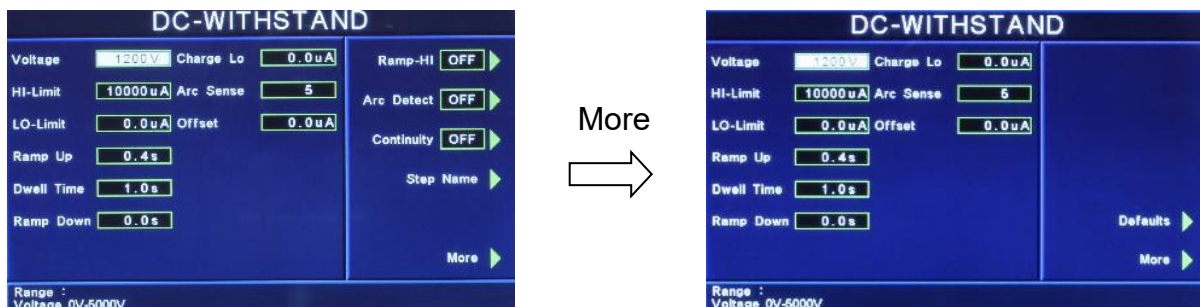 DC-WITHSTAND
Voltage 1200V Charge Lo 0.0uA Ramp-HI OFF
HI-Limit 10000uA Arc Sense 5 Arc Detect OFF
LO-Limit 0.0uA Offset 0.0uA Continuity OFF
Ramp Up 0.4s
Step Name
Dwell Time 1.0s
Ramp Down 0.0s
More
Range :
Voltage 0V-5000V
More
DC-WITHSTAND
Voltage 1200V Charge Lo 0.0uA
HI-Limit 10000uA Arc Sense 5
LO-Limit 0.0uA Offset 0.0uA
Ramp Up 0.4s
Dwell Time 1.0s
Ramp Down 0.0s Defaults
More
Range :
Voltage 0V-5000V